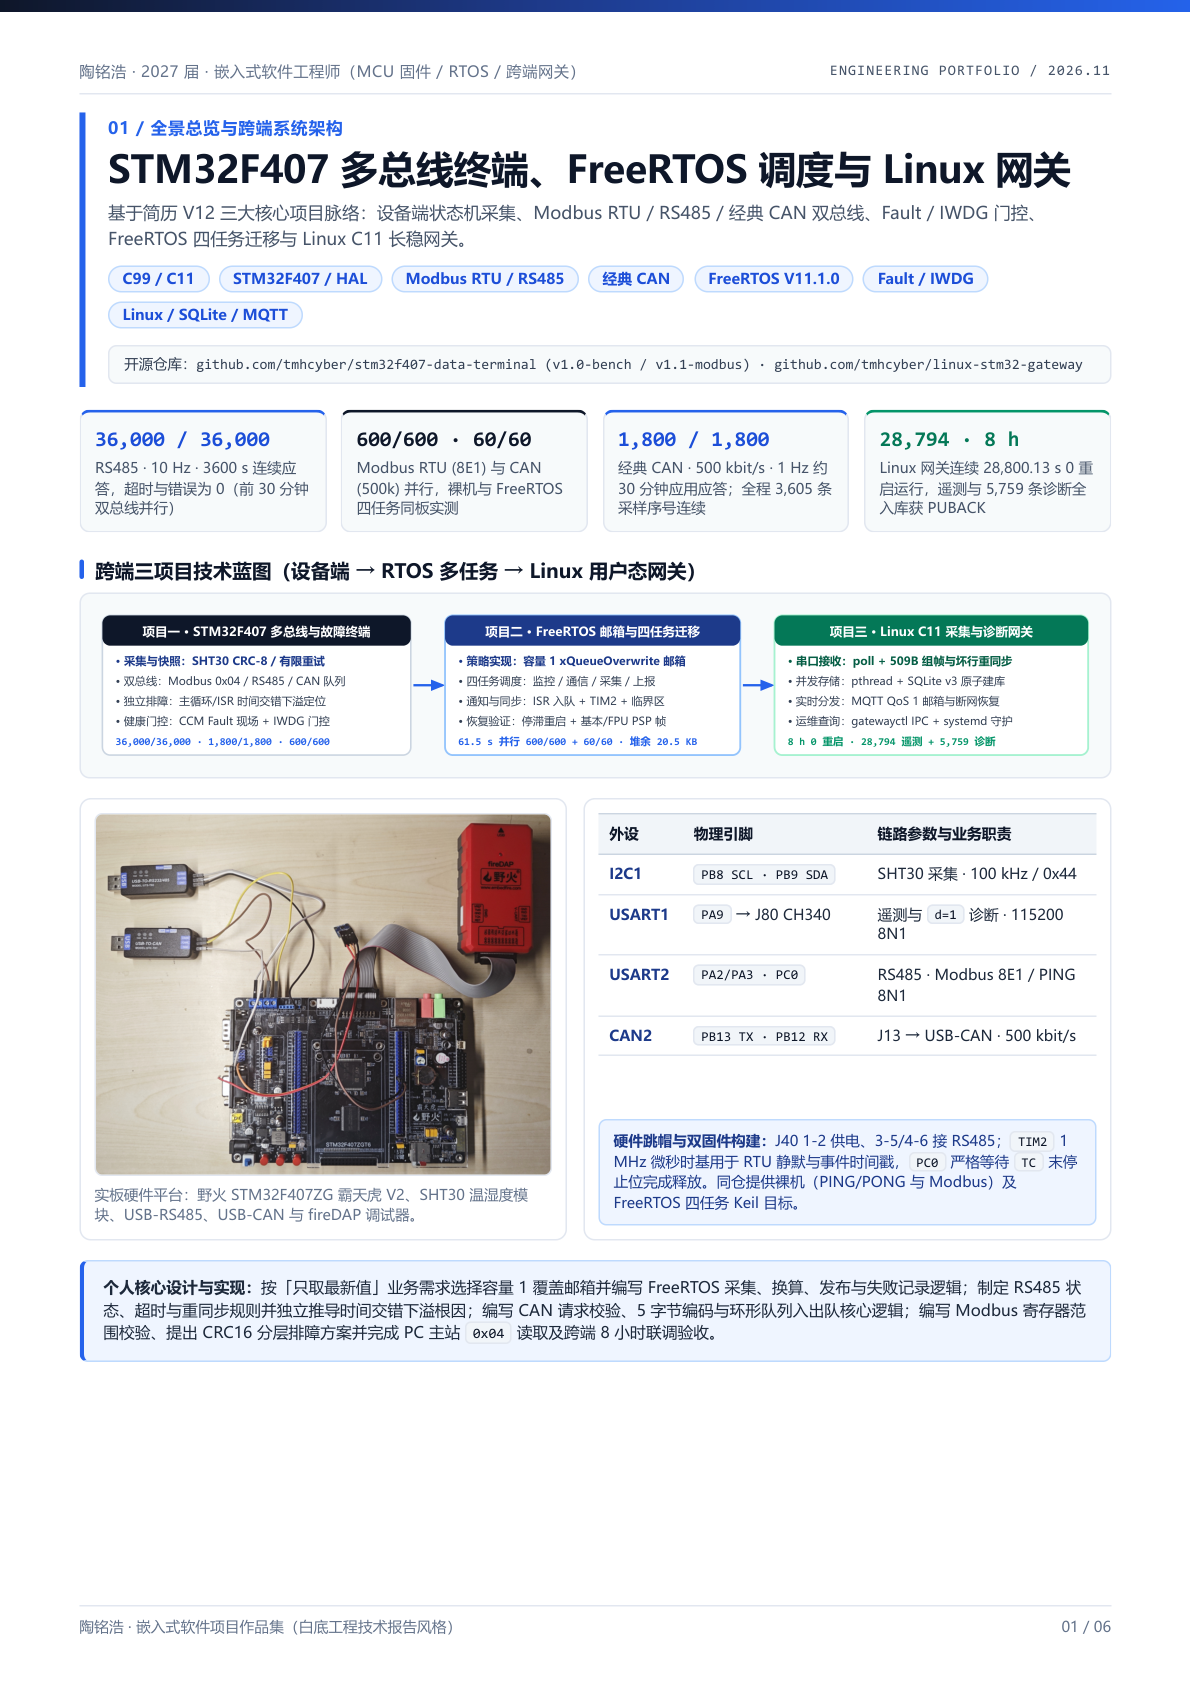 陶铭浩 · 2027 届 · 嵌入式软件工程师（MCU 固件 / RTOS / 跨端网关）
ENGINEERING PORTFOLIO / 2026.11
01 / 全景总览与跨端系统架构
STM32F407 多总线终端、FreeRTOS 调度与 Linux 网关
基于简历 V12 三大核心项目脉络：设备端状态机采集、Modbus RTU / RS485 / 经典 CAN 双总线、Fault / IWDG 门控、
FreeRTOS 四任务迁移与 Linux C11 长稳网关。
C99 / C11
STM32F407 / HAL
Modbus RTU / RS485
经典 CAN
FreeRTOS V11.1.0
Fault / IWDG
Linux / SQLite / MQTT
开源仓库：github.com/tmhcyber/stm32f407-data-terminal (v1.0-bench / v1.1-modbus) · github.com/tmhcyber/linux-stm32-gateway
36,000 / 36,000
RS485 · 10 Hz · 3600 s 连续应
答，超时与错误为 0（前 30 分钟
双总线并行）
600/600 · 60/60
Modbus RTU (8E1) 与 CAN
(500k) 并行，裸机与 FreeRTOS
四任务同板实测
1,800 / 1,800
经典 CAN · 500 kbit/s · 1 Hz 约
30 分钟应用应答；全程 3,605 条
采样序号连续
28,794 · 8 h
Linux 网关连续 28,800.13 s 0 重
启运行，遥测与 5,759 条诊断全
入库获 PUBACK
跨端三项目技术蓝图（设备端 → RTOS 多任务 → Linux 用户态网关）
项目一 • STM32F407 多总线与故障终端
• 采集与快照：SHT30 CRC-8 / 有限重试
• 双总线：Modbus 0x04 / RS485 / CAN 队列
• 独立排障：主循环/ISR 时间交错下溢定位
• 健康门控：CCM Fault 现场 + IWDG 门控
36,000/36,000 · 1,800/1,800 · 600/600
项目二 • FreeRTOS 邮箱与四任务迁移
• 策略实现：容量 1 xQueueOverwrite 邮箱
• 四任务调度：监控 / 通信 / 采集 / 上报
• 通知与同步：ISR 入队 + TIM2 + 临界区
• 恢复验证：停滞重启 + 基本/FPU PSP 帧
61.5 s 并行 600/600 + 60/60 · 堆余 20.5 KB
项目三 • Linux C11 采集与诊断网关
• 串口接收：poll + 509B 组帧与坏行重同步
• 并发存储：pthread + SQLite v3 原子建库
• 实时分发：MQTT QoS 1 邮箱与断网恢复
• 运维查询：gatewayctl IPC + systemd 守护
8 h 0 重启 · 28,794 遥测 + 5,759 诊断
USB-TO-CAN
fireDAP
野火
STM32F407ZGT6
野火
实板硬件平台：野火 STM32F407ZG 霸天虎 V2、SHT30 温湿度模
块、USB-RS485、USB-CAN 与 fireDAP 调试器。
外设 物理引脚 链路参数与业务职责
I2C1 PB8 SCL · PB9 SDA SHT30 采集 · 100 kHz / 0x44
USART1 PA9 → J80 CH340 遥测与 d=1 诊断 · 115200
8N1
USART2 PA2/PA3 · PC0 RS485 · Modbus 8E1 / PING
8N1
CAN2 PB13 TX · PB12 RX J13 → USB-CAN · 500 kbit/s
硬件跳帽与双固件构建：J40 1-2 供电、3-5/4-6 接 RS485；TIM2 1
MHz 微秒时基用于 RTU 静默与事件时间戳，PC0 严格等待 TC 末停
止位完成释放。同仓提供裸机（PING/PONG 与 Modbus）及
FreeRTOS 四任务 Keil 目标。
个人核心设计与实现：按「只取最新值」业务需求选择容量 1 覆盖邮箱并编写 FreeRTOS 采集、换算、发布与失败记录逻辑；制定 RS485 状
态、超时与重同步规则并独立推导时间交错下溢根因；编写 CAN 请求校验、5 字节编码与环形队列入出队核心逻辑；编写 Modbus 寄存器范
围校验、提出 CRC16 分层排障方案并完成 PC 主站 0x04 读取及跨端 8 小时联调验收。
陶铭浩 · 嵌入式软件项目作品集（白底工程技术报告风格）
01 / 06